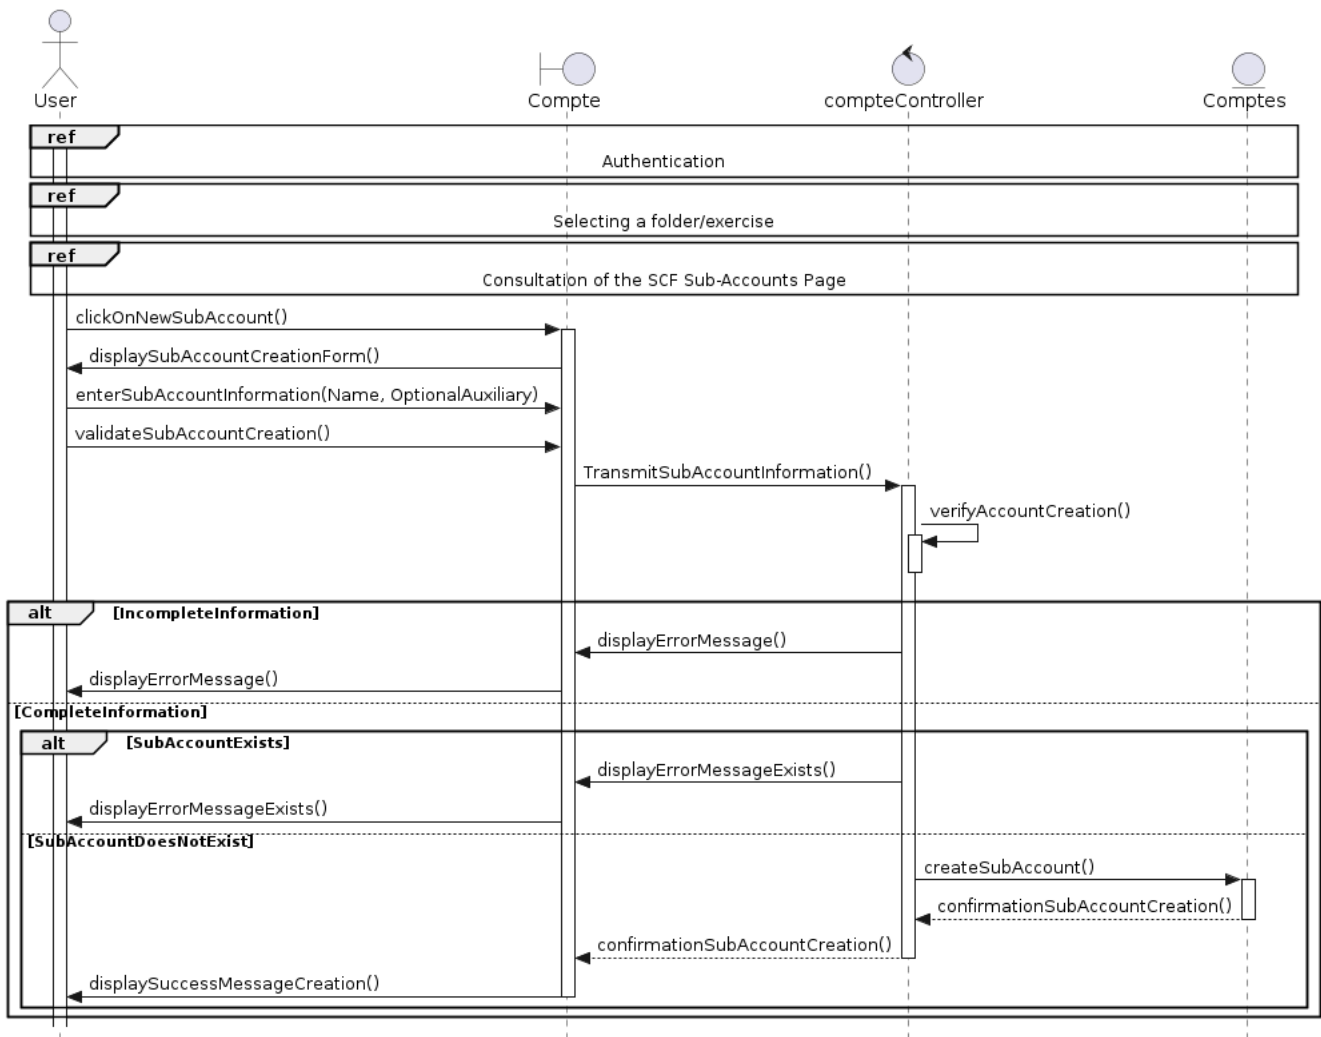 User
Compte
compteController
Comptes
ref
Authentication
ref
Selecting a folder/exercise
ref
Consultation of the SCF Sub-Accounts Page
clickOnNewSubAccount()
displaySubAccountCreationForm()
enterSubAccountInformation(Name, OptionalAuxiliary)
validateSubAccountCreation()
TransmitSubAccountInformation()
verifyAccountCreation()
alt [IncompleteInformation]
displayErrorMessage()
displayErrorMessage()
[CompleteInformation]
alt [SubAccountExists]
displayErrorMessageExists()
displayErrorMessageExists()
[SubAccountDoesNotExist]
createSubAccount()
confirmationSubAccountCreation()
confirmationSubAccountCreation()
displaySuccessMessageCreation()